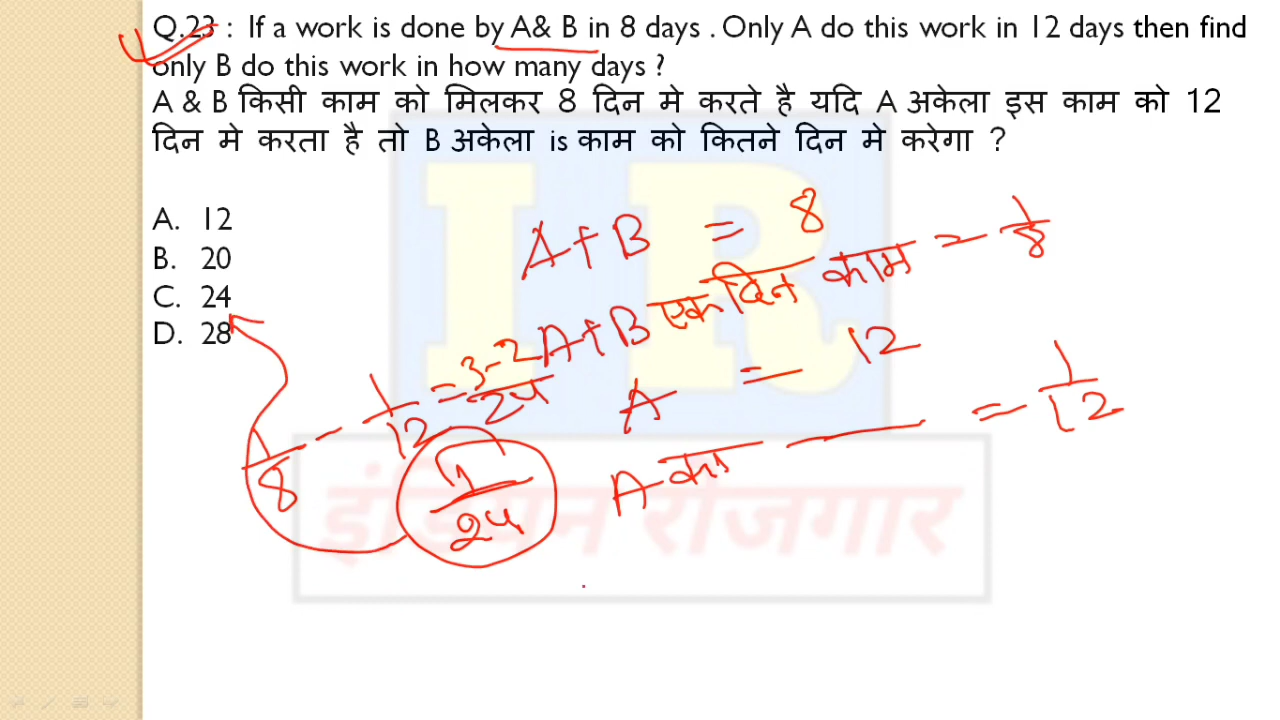 Q.23 : If a work is done by A& B in 8 days . Only A do this work in 12 days then find
only B do this work in how many days ?
A & B किसी काम को मिलकर 8 दिन मे करते है यदि A अकेला इस काम को 12
दिन मे करता है तो B अकेला is काम को कितने दिन मे करेगा ?
A. 12
B. 20
C. 24
D. 28
A+B = 8
A+B एक दिन काम = 1/8
A = 12
A का = 1/12
1/8 - 1/12 = 3-2/24
1/24
इंडियन रोजगार